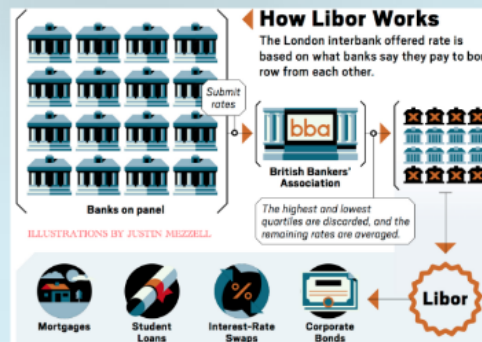 How Libor Works
The London interbank offered rate is
based on what banks say they pay to bor
row from each other.
Submit
rates
bba
British Bankers'
Association
Banks on panel
The highest and lowest
quartiles are discarded, and the
remaining rates are averaged.
ILLUSTRATIONS BY JUSTIN MEZZELL
Libor
Mortgages
Student
Loans
Interest-Rate
Swaps
Corporate
Bonds